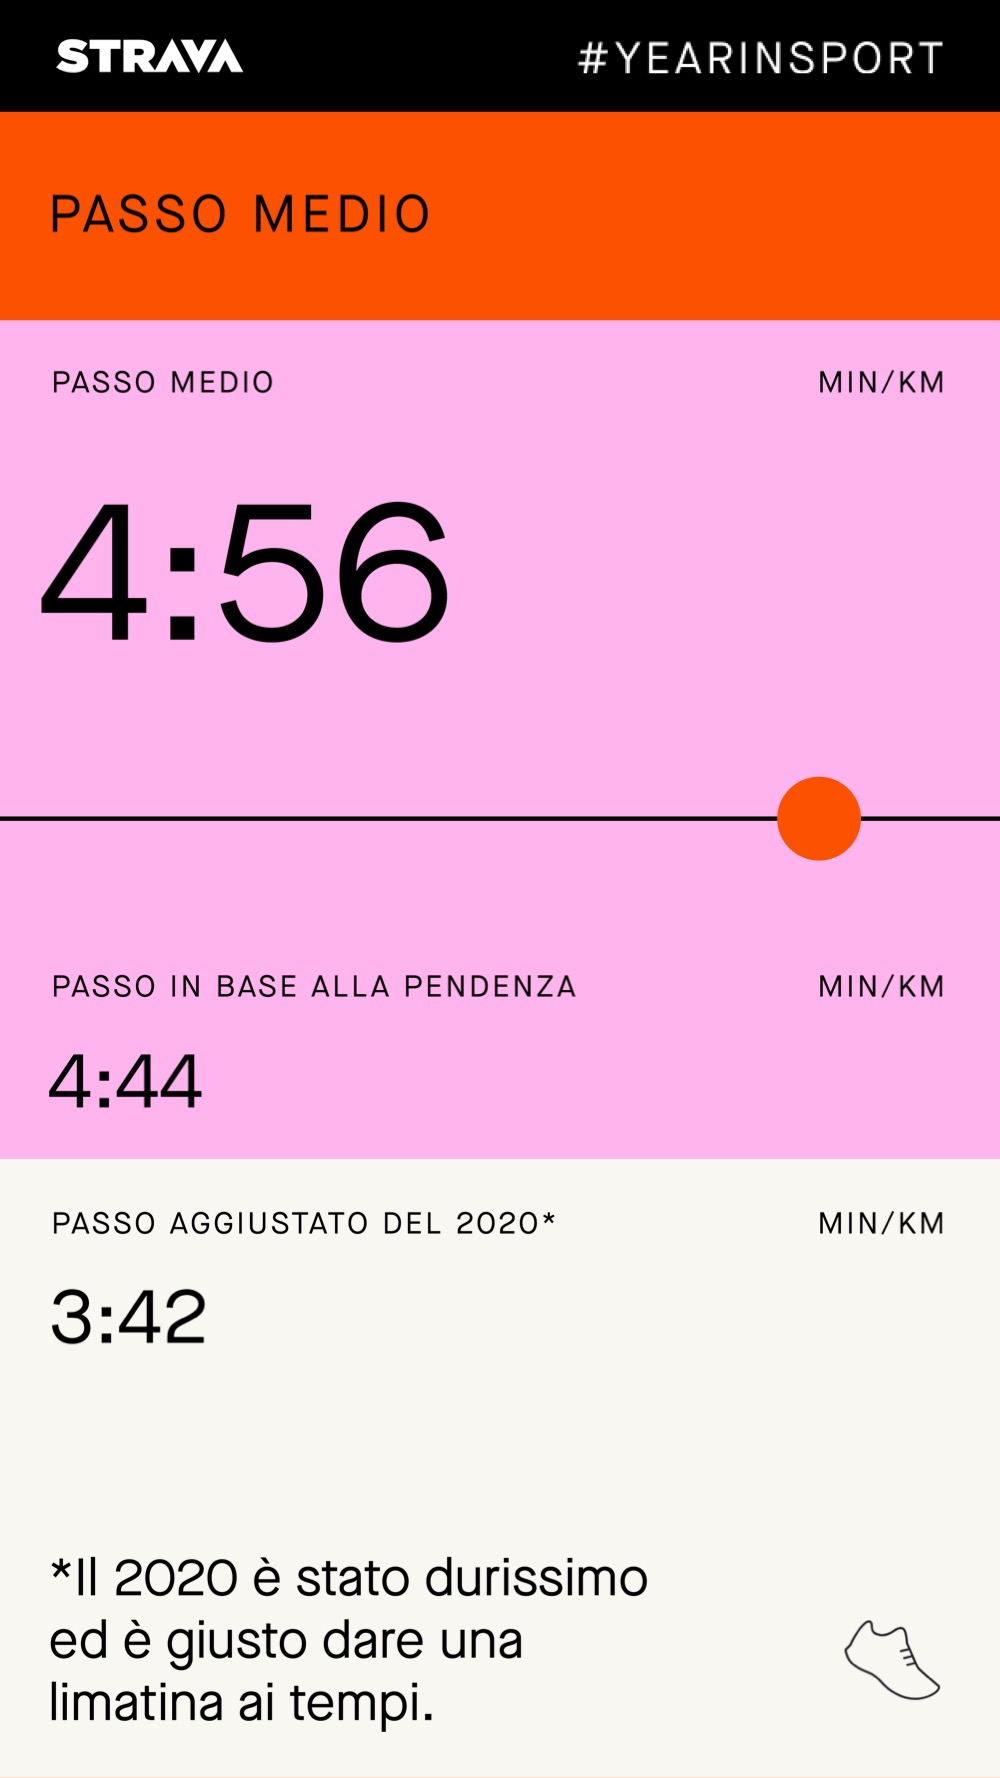 STRAVA
#YEARINSPORT
PASSO MEDIO
PASSO MEDIO
MIN/KM
4:56
PASSO IN BASE ALLA PENDENZA
MIN/KM
4:44
PASSO AGGIUSTATO DEL 2020*
MIN/KM
3:42
*Il 2020 è stato durissimo
ed è giusto dare una
limatina ai tempi.